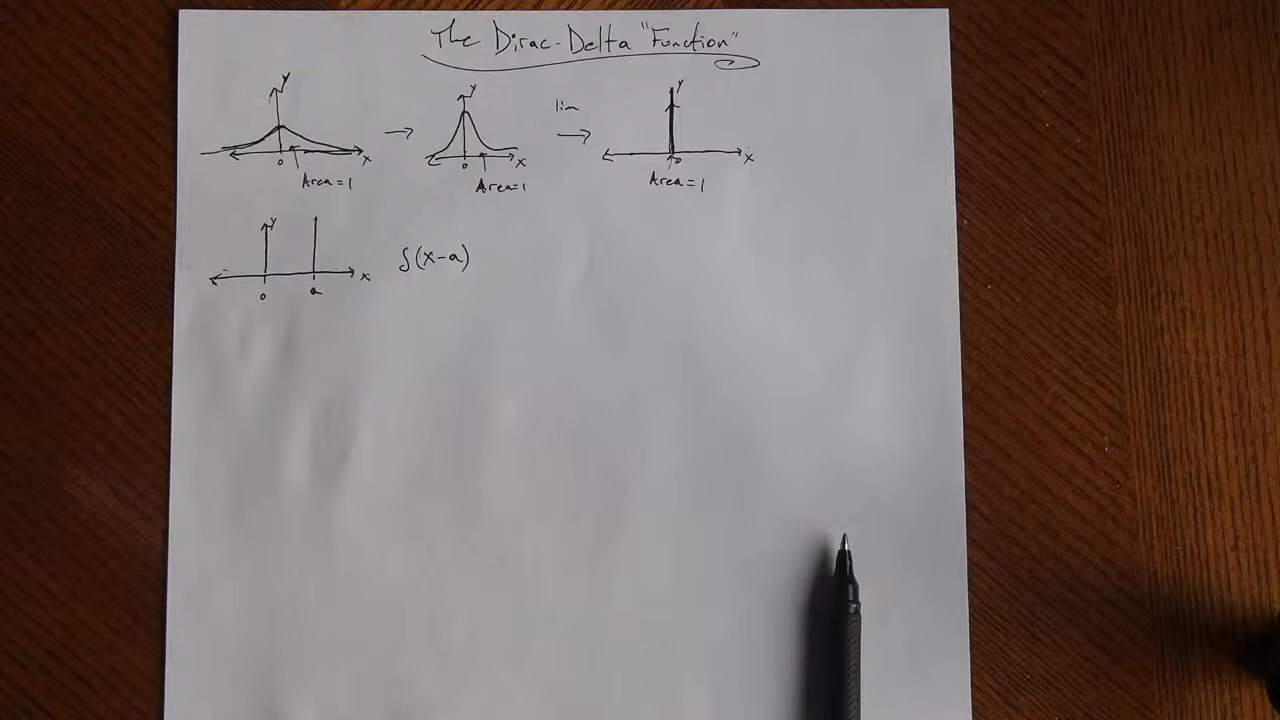 The Dirac-Delta "Function"
y y lim y
0 x 0 x 0 x
Area=1 Area=1 Area=1
y
δ(x-a)
x
0 a